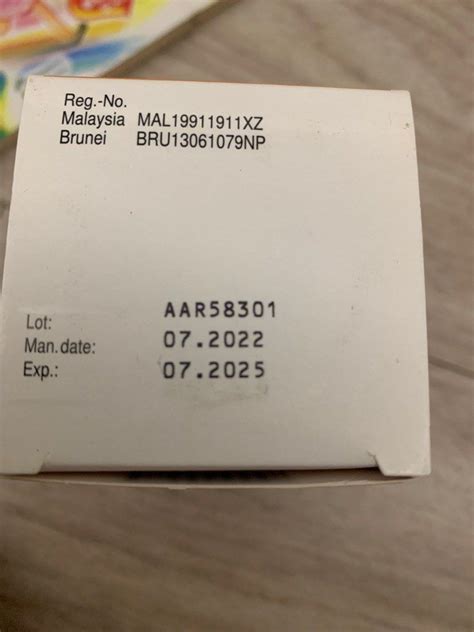 Reg.-No.
Malaysia MAL19911911XZ
Brunei BRU13061079NP
Lot: AAR58301
Man.date: 07.2022
Exp.: 07.2025